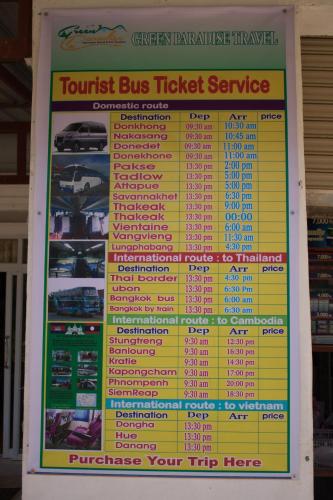 Green
GREEN PARADISE TRAVEL
Tourist Bus Ticket Service
Domestic route
Destination Dep Arr price
Donkhong 09:30 am 10:30 am
Nakasang 09:30 am 10:45 am
Donedet 09:30 am 11:00 am
Donekhone 09:30 am 11:00 am
Pakse 13:30 pm 2:00 pm
Tadlow 13:30 pm 5:00 pm
Attapue 13:30 pm 5:00 pm
Savannakhet 13:30 pm 6:30 pm
Thakeak 13:30 pm 9:00 pm
Thakeak 13:30 pm 00:00
Vientaine 13:30 pm 6:00 am
Vangvieng 13:30 pm 11:30 am
Lungphabang 13:30 pm 4:30 pm
International route : to Thailand
Destination Dep Arr price
Thai border 13:30 pm 4:30 pm
ubon 13:30 pm 6:30 Pm
Bangkok bus 13:30 pm 6:00 am
Bangkok by train 13:30 pm 6:30 am
International route : to Cambodia
Destination Dep Arr price
Stungtreng 9:30 am 12:30 pm
Banloung 9:30 am 16:30 pm
Kratie 9:30 am 14:30 pm
Kapongcham 9:30 am 17:00 pm
Phnompenh 9:30 am 20:00 pm
SiemReap 9:30 am 18:30 pm
International route : to vietnam
Destination Dep Arr price
Dongha 13:30 pm
Hue 13:30 pm
Danang 13:30 pm
Purchase Your Trip Here